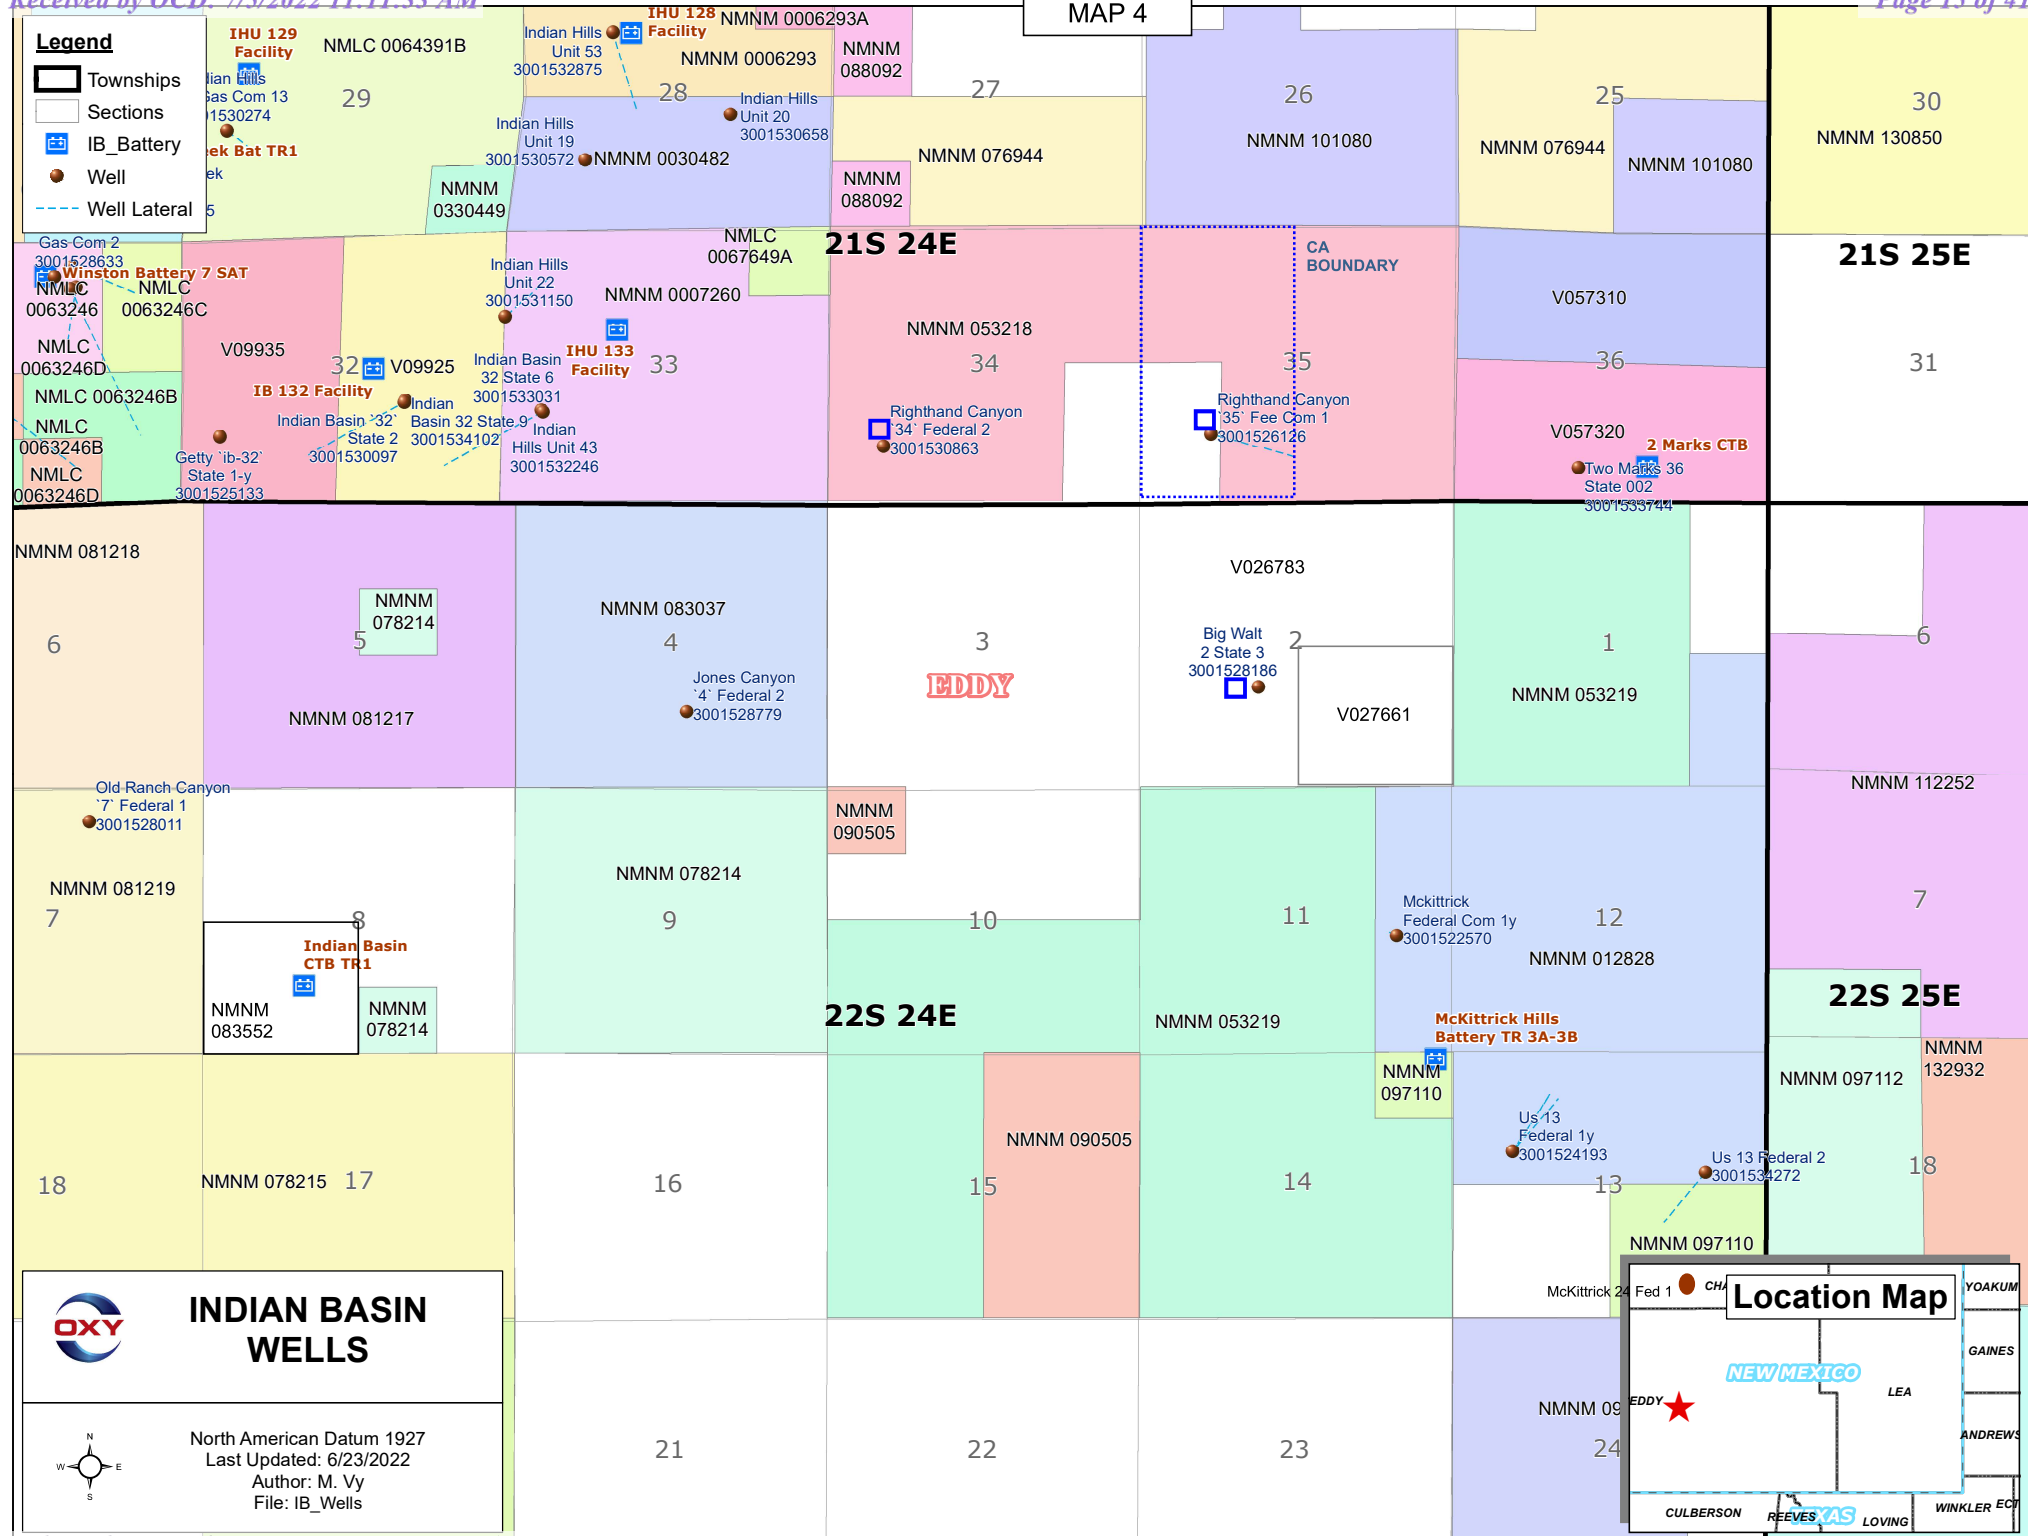 Received by OCD: 7/5/2022 11:11:33 AM
MAP 4
Legend
Townships
Sections
IB_Battery
Well
Well Lateral
IHU 129
Facility
NMLC 0064391B
29
Gas Com 13
TR1
Indian Hills
Unit 53
3001532875
IHU 128
Facility
NMNM 0006293A
NMNM 0006293
28
Indian Hills
Unit 20
3001530658
Indian Hills
Unit 19
3001530572
NMNM 0030482
NMNM
0330449
NMNM
088092
27
NMNM 076944
NMNM
088092
26
NMNM 101080
25
NMNM 076944
NMNM 101080
30
NMNM 130850
Gas Com 2
3001528633
Winston Battery 7 SAT
NMLC
0063246
NMLC
0063246C
NMLC
0063246D
NMLC 0063246B
NMLC
0063246B
NMLC
0063246D
V09935
32
V09925
IB 132 Facility
Indian Basin `32`
State 2
3001530097
Getty `ib-32`
State 1-y
3001525133
Indian
Basin 32 State 9
3001534102
Indian Hills
Unit 22
3001531150
Indian Basin
32 State 6
3001533031
Indian
Hills Unit 43
3001532246
NMLC
0067649A
NMNM 0007260
IHU 133
Facility
33
21S 24E
NMNM 053218
34
Righthand Canyon
`34` Federal 2
3001530863
CA
BOUNDARY
35
Righthand Canyon
`35` Fee Com 1
3001526126
V057310
36
V057320
2 Marks CTB
Two Marks 36
State 002
3001533744
21S 25E
31
NMNM 081218
6
NMNM
078214
5
NMNM 081217
NMNM 083037
4
Jones Canyon
`4` Federal 2
3001528779
3
EDDY
V026783
Big Walt
2 State 3
3001528186
2
V027661
1
NMNM 053219
6
NMNM 112252
Old Ranch Canyon
`7` Federal 1
3001528011
NMNM 081219
7
8
Indian Basin
CTB TR1
NMNM
083552
NMNM
078214
NMNM 078214
9
NMNM
090505
10
22S 24E
11
NMNM 053219
Mckittrick
Federal Com 1y
3001522570
12
NMNM 012828
McKittrick Hills
Battery TR 3A-3B
7
22S 25E
NMNM
097110
NMNM 097112
NMNM
132932
18
NMNM 078215
17
16
15
NMNM 090505
14
Us 13
Federal 1y
3001524193
Us 13 Federal 2
3001534272
13
NMNM 097110
18
McKittrick 24 Fed 1
21
22
23
24
OXY
INDIAN BASIN
WELLS
N
W
E
S
North American Datum 1927
Last Updated: 6/23/2022
Author: M. Vy
File: IB_Wells
Location Map
YOAKUM
GAINES
NEW MEXICO
EDDY
LEA
ANDREWS
CULBERSON
REEVES
TEXAS
LOVING
WINKLER